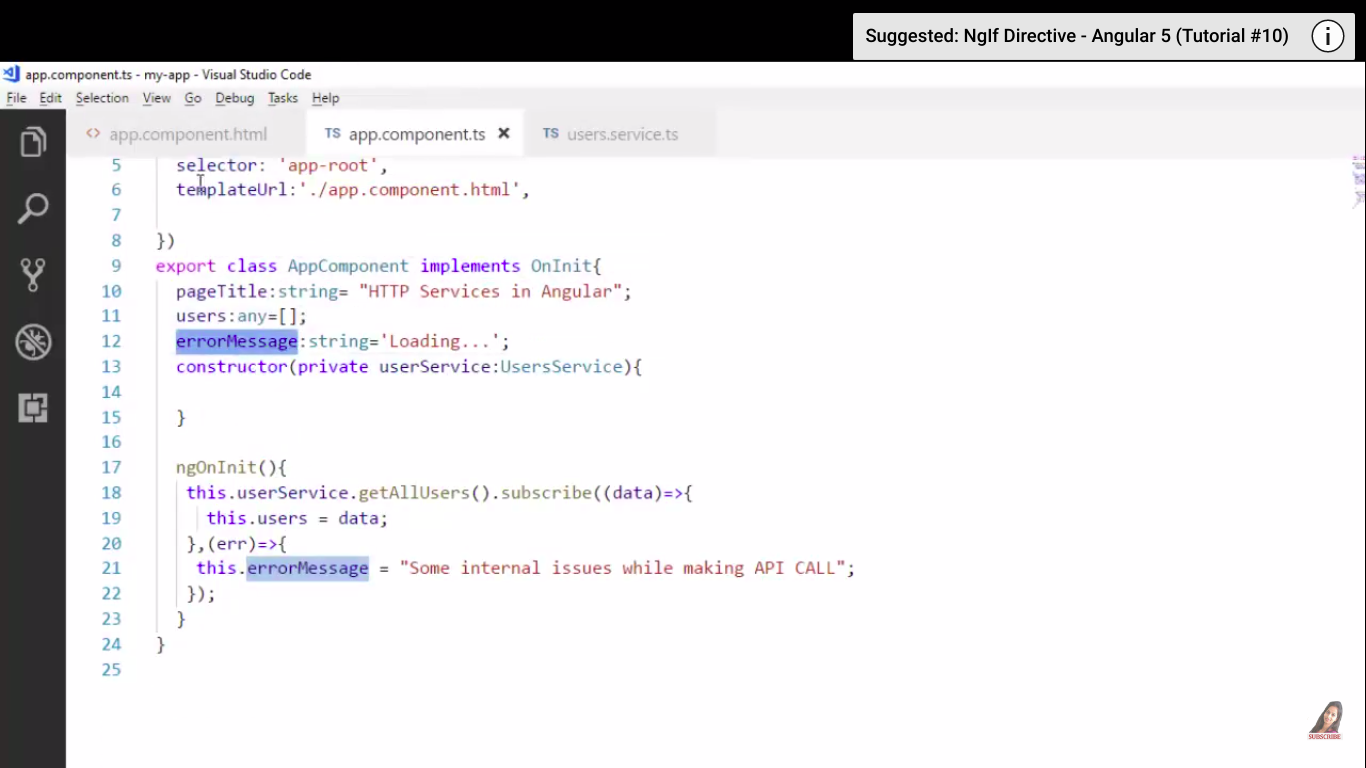 Suggested: NgIf Directive - Angular 5 (Tutorial #10)
app.component.ts - my-app - Visual Studio Code
File Edit Selection View Go Debug Tasks Help
<> app.component.html TS app.component.ts × TS users.service.ts
5 selector: 'app-root',
6 templateUrl:'./app.component.html',
7
8 })
9 export class AppComponent implements OnInit{
10 pageTitle:string= "HTTP Services in Angular";
11 users:any=[];
12 errorMessage:string='Loading...';
13 constructor(private userService:UsersService){
14
15 }
16
17 ngOnInit(){
18 this.userService.getAllUsers().subscribe((data)=>{
19 this.users = data;
20 },(err)=>{
21 this.errorMessage = "Some internal issues while making API CALL";
22 });
23 }
24 }
25
SUBSCRIBE